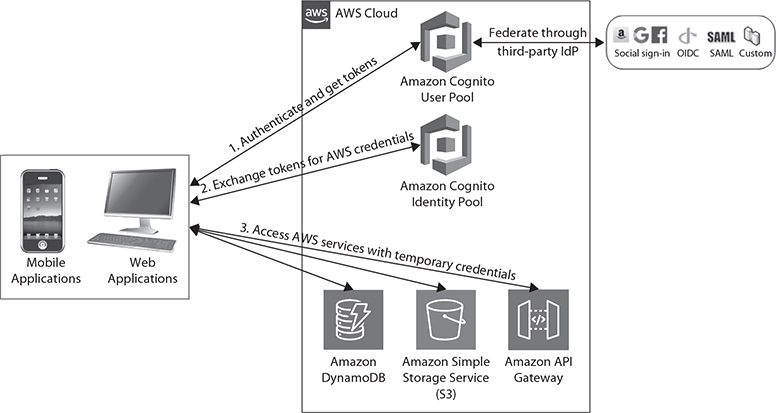 aws
AWS Cloud
Federate through
third-party IdP
a
G
f
SAML
Social sign-in
OIDC
SAML
Custom
Amazon Cognito
User Pool
1. Authenticate and get tokens
2. Exchange tokens for AWS credentials
Amazon Cognito
Identity Pool
Mobile
Applications
Web
Applications
3. Access AWS services with temporary credentials
</>
Amazon
DynamoDB
Amazon Simple
Storage Service
(S3)
Amazon API
Gateway